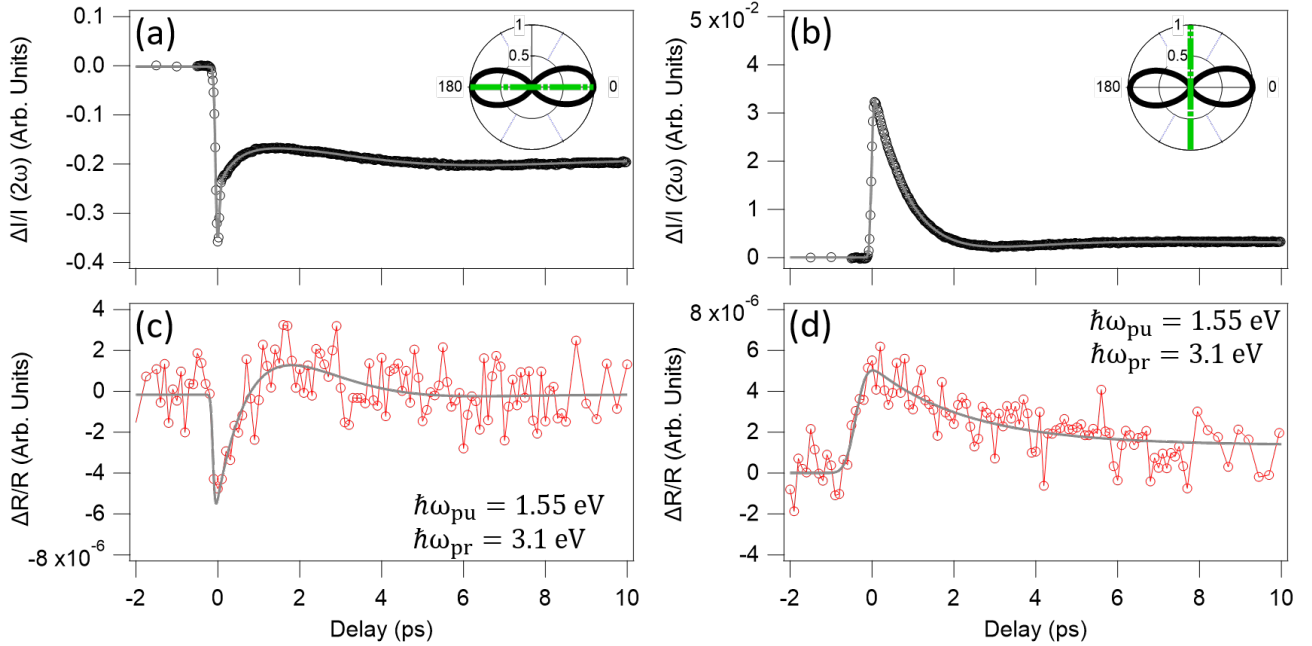 (a)
ΔI/I (2ω) (Arb. Units)
0.1
0.0
-0.1
-0.2
-0.3
-0.4
1
0.5
180
0
(b)
ΔI/I (2ω) (Arb. Units)
5 x10⁻²
4
3
2
1
0
1
0.5
180
0
(c)
ΔR/R (Arb. Units)
4
2
0
-2
-4
-6
-8 x10⁻⁶
ℏω_pu = 1.55 eV
ℏω_pr = 3.1 eV
-2
0
2
4
6
8
10
Delay (ps)
(d)
ΔR/R (Arb. Units)
8 x10⁻⁶
6
4
2
0
-2
-4
ℏω_pu = 1.55 eV
ℏω_pr = 3.1 eV
-2
0
2
4
6
8
10
Delay (ps)